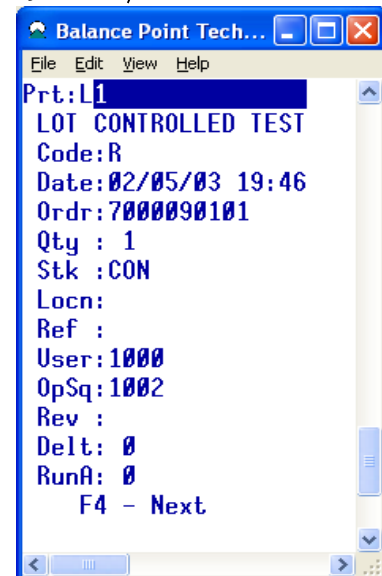 Balance Point Tech...
File Edit View Help
Prt:L1
LOT CONTROLLED TEST
Code:R
Date:02/05/03 19:46
Ordr:7000090101
Qty : 1
Stk :CON
Locn:
Ref :
User:1000
OpSq:1002
Rev :
Delt: 0
RunA: 0
F4 - Next